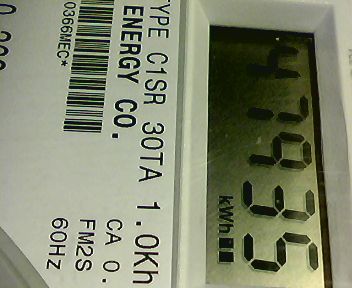 47935
kWh
TYPE C1SR 30TA 1.0Kh
ENERGY CO.
CA 0.
FM2S
60HZ
0366MEC*